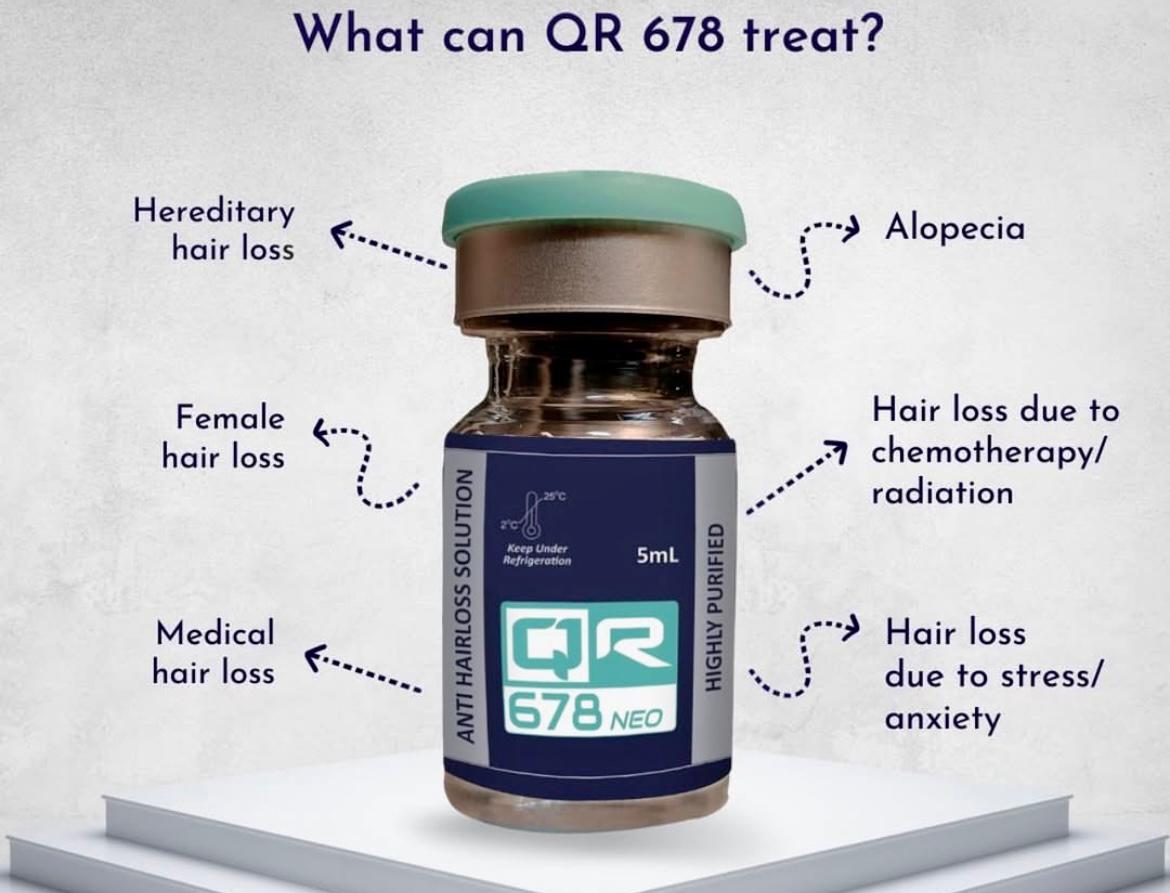 What can QR 678 treat?
Hereditary
hair loss
Alopecia
Female
hair loss
Hair loss due to
chemotherapy/
radiation
Medical
hair loss
Hair loss
due to stress/
anxiety
ANTI HAIRLOSS SOLUTION
25°C
2°C
Keep Under
Refrigeration
5mL
QR
678 NEO
HIGHLY PURIFIED